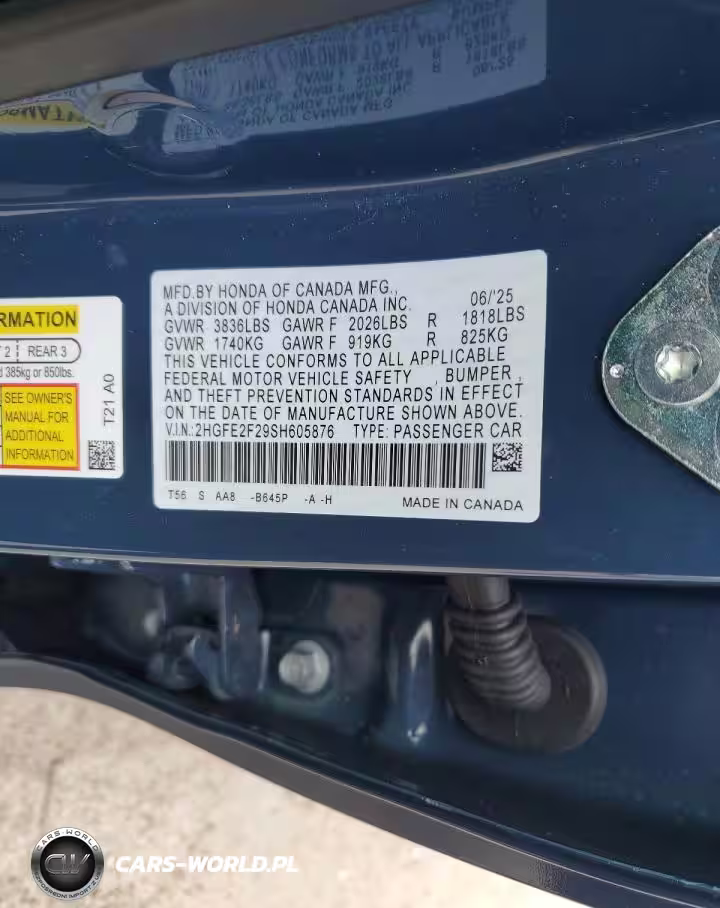 MFD.BY HONDA OF CANADA MFG.,
A DIVISION OF HONDA CANADA INC. 06/'25
GVWR 3836LBS GAWR F 2026LBS R 1818LBS
GVWR 1740KG GAWR F 919KG R 825KG
THIS VEHICLE CONFORMS TO ALL APPLICABLE
FEDERAL MOTOR VEHICLE SAFETY , BUMPER ,
AND THEFT PREVENTION STANDARDS IN EFFECT
ON THE DATE OF MANUFACTURE SHOWN ABOVE.
V.I.N:2HGFE2F29SH605876 TYPE: PASSENGER CAR
T56 S AA8 -B645P -A -H MADE IN CANADA
RMATION
2 REAR 3
385kg or 850lbs.
SEE OWNER'S
MANUAL FOR
ADDITIONAL
INFORMATION
T21 A0
CARS-WORLD
CW
CARS-WORLD.PL